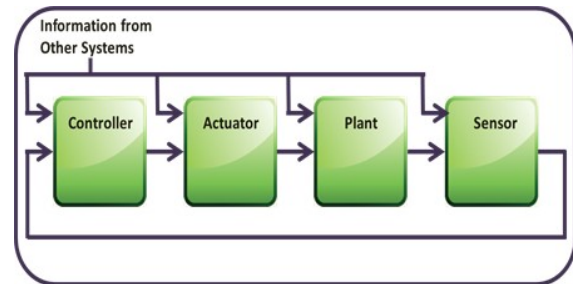 Information from
Other Systems
Controller
Actuator
Plant
Sensor